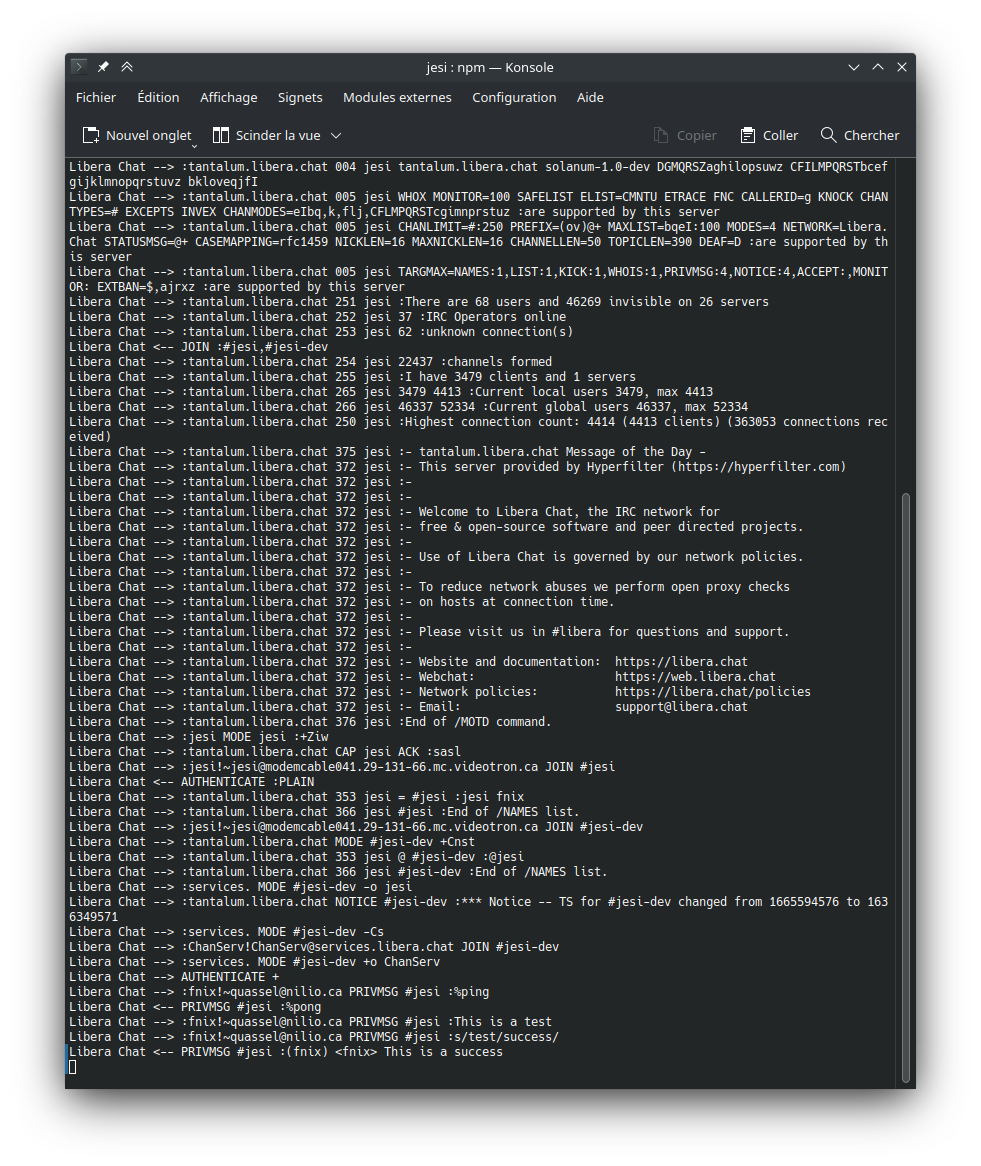 jesi : npm — Konsole
Fichier Édition Affichage Signets Modules externes Configuration Aide
Nouvel onglet Scinder la vue Copier Coller Chercher
Libera Chat --> :tantalum.libera.chat 004 jesi tantalum.libera.chat solanum-1.0-dev DGMQRSZaghilopsuwz CFILMPQRSTbcef
gijklmnopqrstuvz bkloveqjfI
Libera Chat --> :tantalum.libera.chat 005 jesi WHOX MONITOR=100 SAFELIST ELIST=CMNTU ETRACE FNC CALLERID=g KNOCK CHAN
TYPES=# EXCEPTS INVEX CHANMODES=eIbq,k,flj,CFLMPQRSTcgimnprstuz :are supported by this server
Libera Chat --> :tantalum.libera.chat 005 jesi CHANLIMIT=#:250 PREFIX=(ov)@+ MAXLIST=bqeI:100 MODES=4 NETWORK=Libera.
Chat STATUSMSG=@+ CASEMAPPING=rfc1459 NICKLEN=16 MAXNICKLEN=16 CHANNELLEN=50 TOPICLEN=390 DEAF=D :are supported by th
is server
Libera Chat --> :tantalum.libera.chat 005 jesi TARGMAX=NAMES:1,LIST:1,KICK:1,WHOIS:1,PRIVMSG:4,NOTICE:4,ACCEPT:,MONIT
OR: EXTBAN=$,ajrxz :are supported by this server
Libera Chat --> :tantalum.libera.chat 251 jesi :There are 68 users and 46269 invisible on 26 servers
Libera Chat --> :tantalum.libera.chat 252 jesi 37 :IRC Operators online
Libera Chat --> :tantalum.libera.chat 253 jesi 62 :unknown connection(s)
Libera Chat <-- JOIN :#jesi,#jesi-dev
Libera Chat --> :tantalum.libera.chat 254 jesi 22437 :channels formed
Libera Chat --> :tantalum.libera.chat 255 jesi :I have 3479 clients and 1 servers
Libera Chat --> :tantalum.libera.chat 265 jesi 3479 4413 :Current local users 3479, max 4413
Libera Chat --> :tantalum.libera.chat 266 jesi 46337 52334 :Current global users 46337, max 52334
Libera Chat --> :tantalum.libera.chat 250 jesi :Highest connection count: 4414 (4413 clients) (363053 connections rec
eived)
Libera Chat --> :tantalum.libera.chat 375 jesi :- tantalum.libera.chat Message of the Day -
Libera Chat --> :tantalum.libera.chat 372 jesi :- This server provided by Hyperfilter (https://hyperfilter.com)
Libera Chat --> :tantalum.libera.chat 372 jesi :-
Libera Chat --> :tantalum.libera.chat 372 jesi :-
Libera Chat --> :tantalum.libera.chat 372 jesi :- Welcome to Libera Chat, the IRC network for
Libera Chat --> :tantalum.libera.chat 372 jesi :- free & open-source software and peer directed projects.
Libera Chat --> :tantalum.libera.chat 372 jesi :-
Libera Chat --> :tantalum.libera.chat 372 jesi :- Use of Libera Chat is governed by our network policies.
Libera Chat --> :tantalum.libera.chat 372 jesi :-
Libera Chat --> :tantalum.libera.chat 372 jesi :- To reduce network abuses we perform open proxy checks
Libera Chat --> :tantalum.libera.chat 372 jesi :- on hosts at connection time.
Libera Chat --> :tantalum.libera.chat 372 jesi :-
Libera Chat --> :tantalum.libera.chat 372 jesi :- Please visit us in #libera for questions and support.
Libera Chat --> :tantalum.libera.chat 372 jesi :-
Libera Chat --> :tantalum.libera.chat 372 jesi :- Website and documentation: https://libera.chat
Libera Chat --> :tantalum.libera.chat 372 jesi :- Webchat: https://web.libera.chat
Libera Chat --> :tantalum.libera.chat 372 jesi :- Network policies: https://libera.chat/policies
Libera Chat --> :tantalum.libera.chat 372 jesi :- Email: support@libera.chat
Libera Chat --> :tantalum.libera.chat 376 jesi :End of /MOTD command.
Libera Chat --> :jesi MODE jesi :+Ziw
Libera Chat --> :tantalum.libera.chat CAP jesi ACK :sasl
Libera Chat --> :jesi!~jesi@modemcable041.29-131-66.mc.videotron.ca JOIN #jesi
Libera Chat <-- AUTHENTICATE :PLAIN
Libera Chat --> :tantalum.libera.chat 353 jesi = #jesi :jesi fnix
Libera Chat --> :tantalum.libera.chat 366 jesi #jesi :End of /NAMES list.
Libera Chat --> :jesi!~jesi@modemcable041.29-131-66.mc.videotron.ca JOIN #jesi-dev
Libera Chat --> :tantalum.libera.chat MODE #jesi-dev +Cnst
Libera Chat --> :tantalum.libera.chat 353 jesi @ #jesi-dev :@jesi
Libera Chat --> :tantalum.libera.chat 366 jesi #jesi-dev :End of /NAMES list.
Libera Chat --> :services. MODE #jesi-dev -o jesi
Libera Chat --> :tantalum.libera.chat NOTICE #jesi-dev :*** Notice -- TS for #jesi-dev changed from 1665594576 to 163
6349571
Libera Chat --> :services. MODE #jesi-dev -Cs
Libera Chat --> :ChanServ!ChanServ@services.libera.chat JOIN #jesi-dev
Libera Chat --> :services. MODE #jesi-dev +o ChanServ
Libera Chat --> AUTHENTICATE +
Libera Chat --> :fnix!~quassel@nilio.ca PRIVMSG #jesi :%ping
Libera Chat <-- PRIVMSG #jesi :%pong
Libera Chat --> :fnix!~quassel@nilio.ca PRIVMSG #jesi :This is a test
Libera Chat --> :fnix!~quassel@nilio.ca PRIVMSG #jesi :s/test/success/
Libera Chat <-- PRIVMSG #jesi :(fnix) <fnix> This is a success